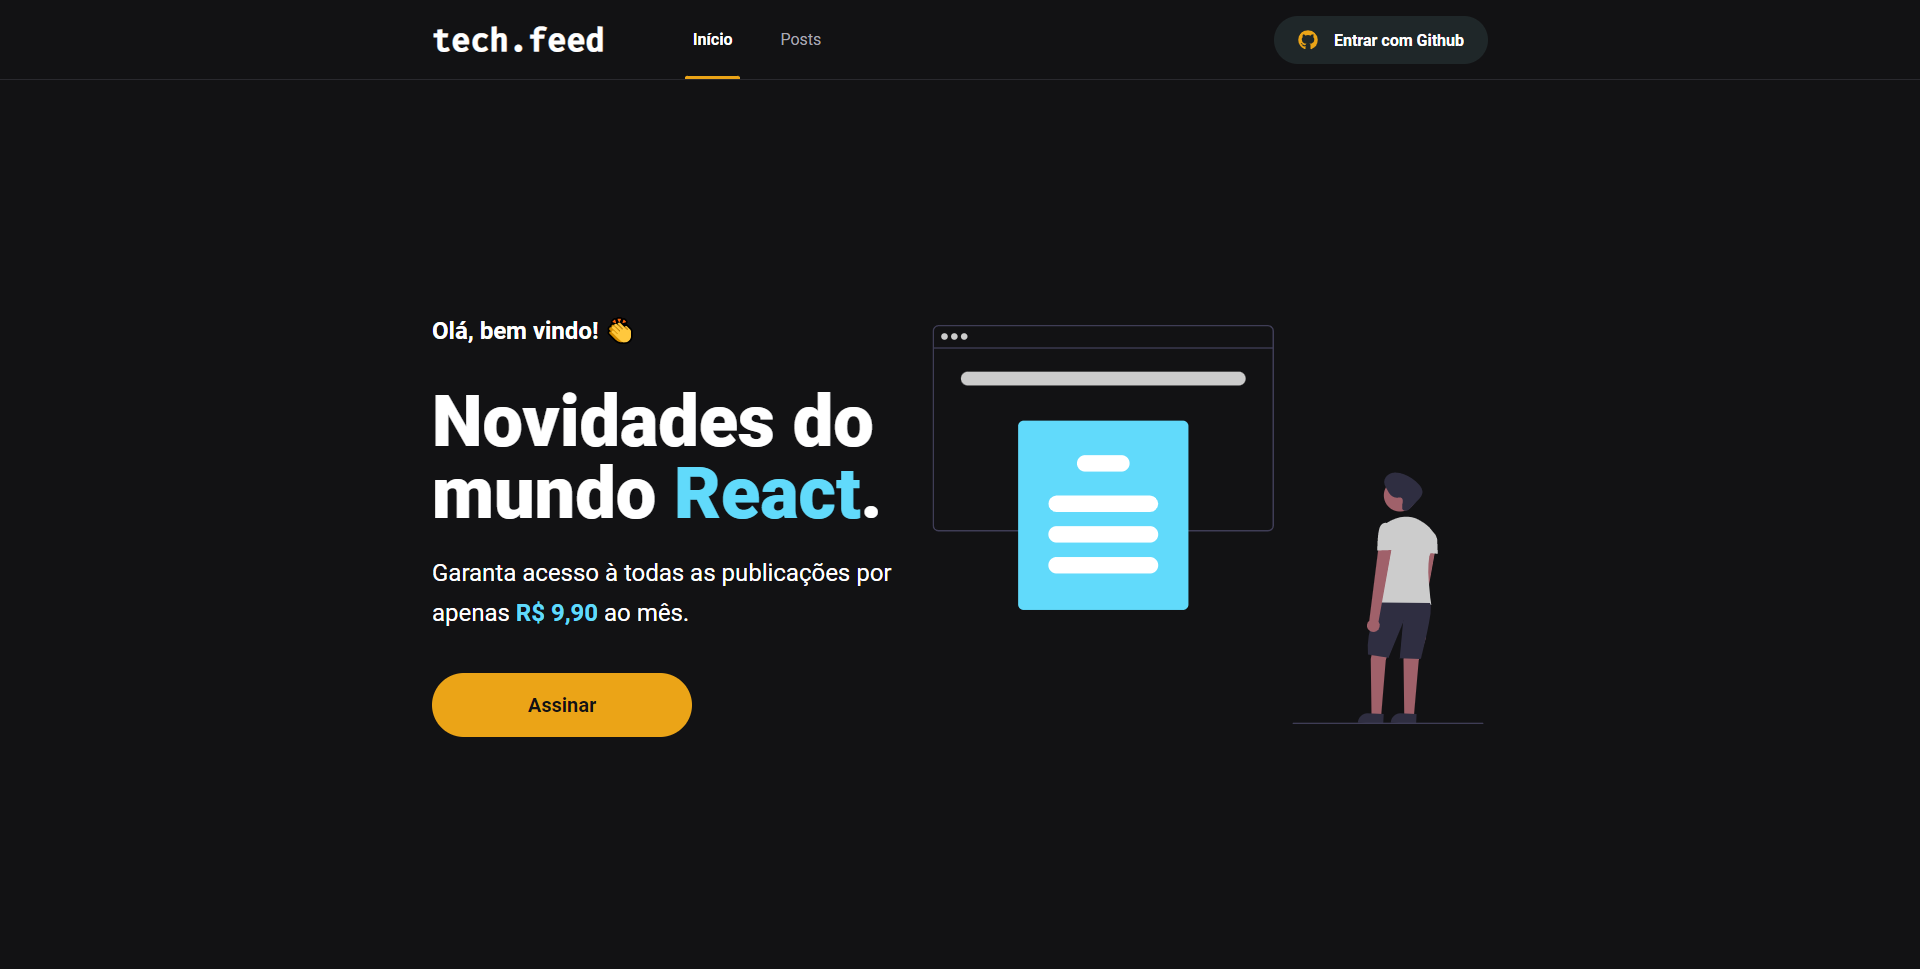 tech.feed
Início
Posts
Entrar com Github
Olá, bem vindo! 👏
Novidades do
mundo React.
Garanta acesso à todas as publicações por
apenas R$ 9,90 ao mês.
Assinar